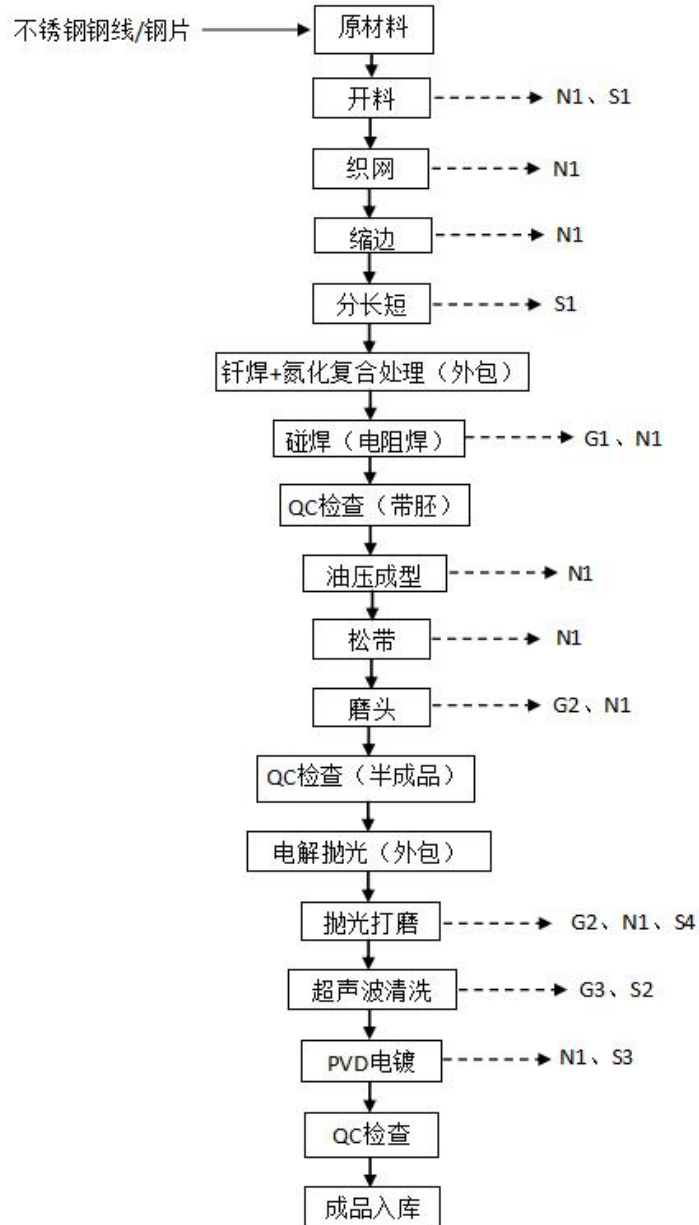 不锈钢钢线/钢片
原材料
开料
N1、S1
织网
N1
缩边
N1
分长短
S1
钎焊+氮化复合处理（外包）
碰焊（电阻焊）
G1、N1
QC检查（带胚）
油压成型
N1
松带
N1
磨头
G2、N1
QC检查（半成品）
电解抛光（外包）
抛光打磨
G2、N1、S4
超声波清洗
G3、S2
PVD电镀
N1、S3
QC检查
成品入库